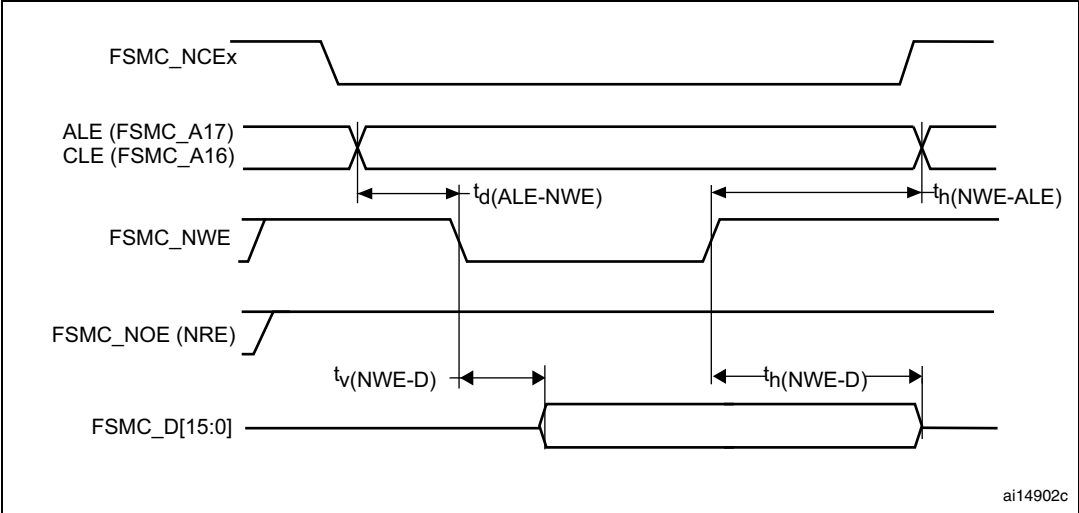 FSMC_NCEx
ALE (FSMC_A17)
CLE (FSMC_A16)
td(ALE-NWE)
th(NWE-ALE)
FSMC_NWE
FSMC_NOE (NRE)
tv(NWE-D)
th(NWE-D)
FSMC_D[15:0]
ai14902c